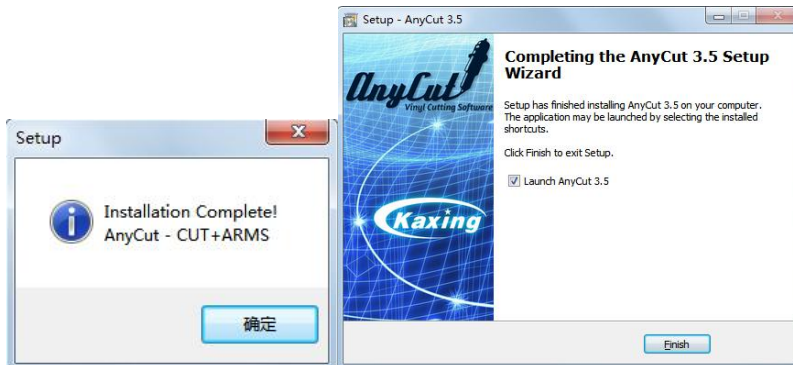 Setup
Installation Complete!
AnyCut - CUT+ARMS
确定
Setup - AnyCut 3.5
AnyCut
Vinyl Cutting Software
Kaxing
Completing the AnyCut 3.5 Setup
Wizard
Setup has finished installing AnyCut 3.5 on your computer.
The application may be launched by selecting the installed
shortcuts.
Click Finish to exit Setup.
Launch AnyCut 3.5
Finish